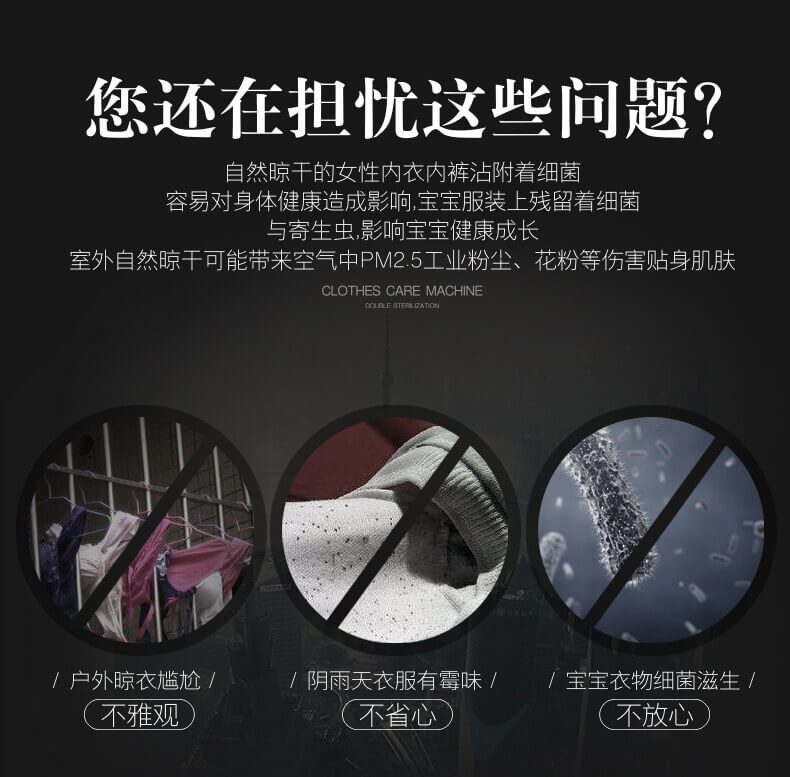 您还在担忧这些问题？
自然晾干的女性内衣内裤沾附着细菌
容易对身体健康造成影响,宝宝服装上残留着细菌
与寄生虫,影响宝宝健康成长
室外自然晾干可能带来空气中PM2.5工业粉尘、花粉等伤害贴身肌肤
CLOTHES CARE MACHINE
DOUBLE STERILIZATION
/ 户外晾衣尴尬 /
不雅观
/ 阴雨天衣服有霉味 /
不省心
/ 宝宝衣物细菌滋生 /
不放心